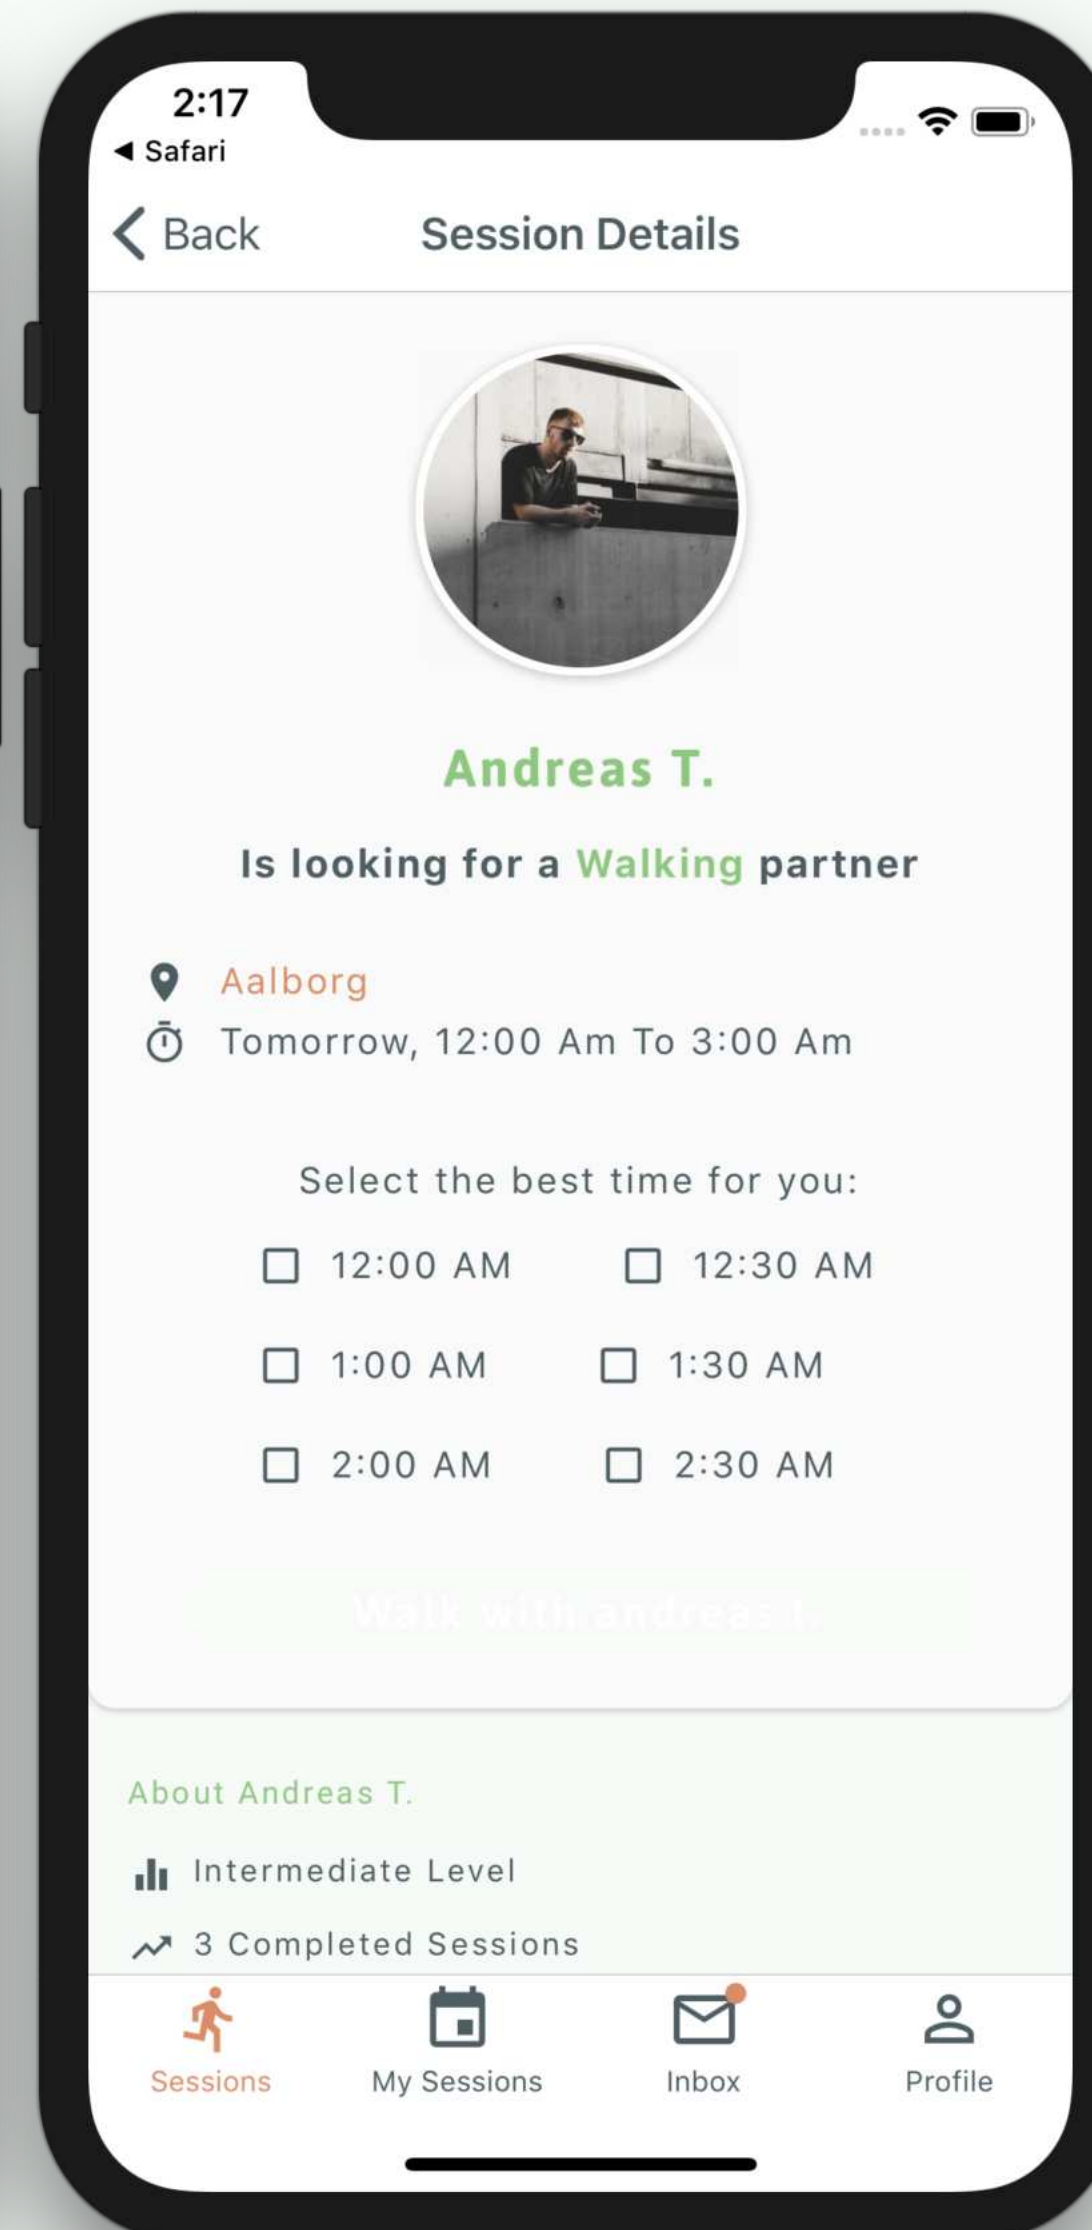 2:17
◀ Safari
Back Session Details
Andreas T.
Is looking for a Walking partner
Aalborg
Tomorrow, 12:00 Am To 3:00 Am
Select the best time for you:
12:00 AM 12:30 AM
1:00 AM 1:30 AM
2:00 AM 2:30 AM
Walk with andreas t.
About Andreas T.
Intermediate Level
3 Completed Sessions
Sessions My Sessions Inbox Profile